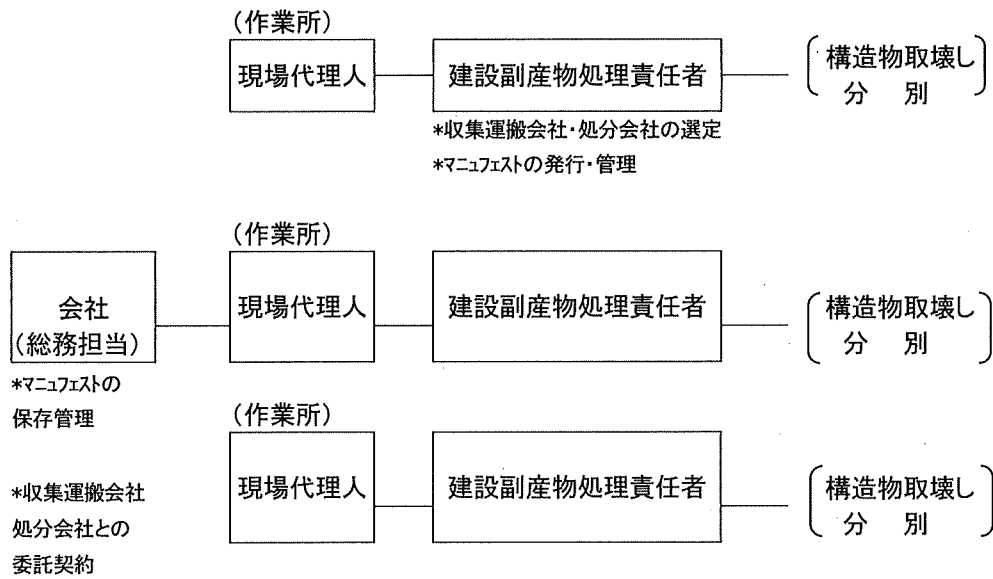 (作業所)
現場代理人
建設副産物処理責任者
構造物取壊し
分 別
*収集運搬会社・処分会社の選定
*マニュフェストの発行・管理
(作業所)
会社
(総務担当)
現場代理人
建設副産物処理責任者
構造物取壊し
分 別
*マニュフェストの
保存管理
(作業所)
現場代理人
建設副産物処理責任者
構造物取壊し
分 別
*収集運搬会社
処分会社との
委託契約